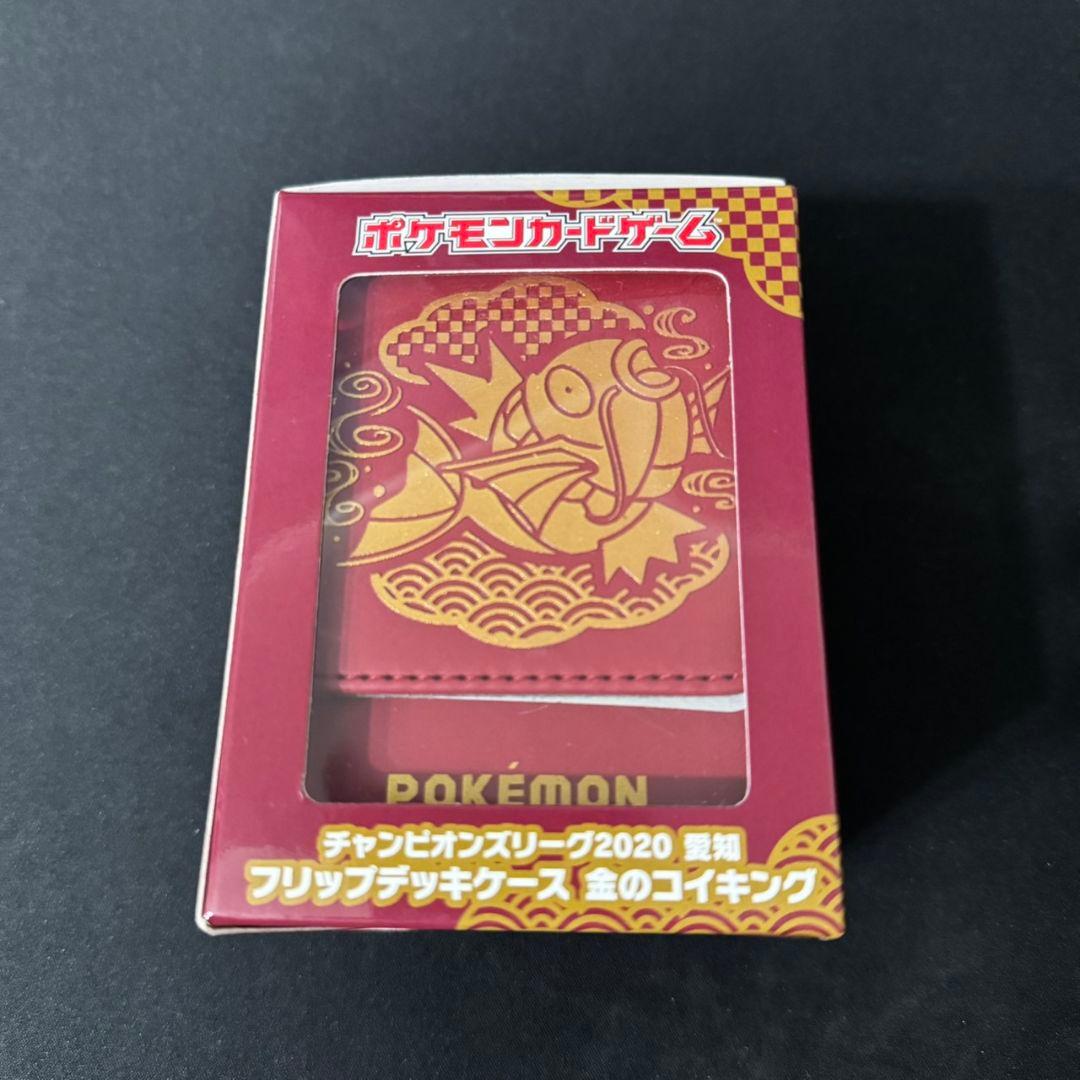 ポケモンカードゲーム™
POKÉMON
チャンピオンズリーグ2020 愛知
フリップデッキケース 金のコイキング